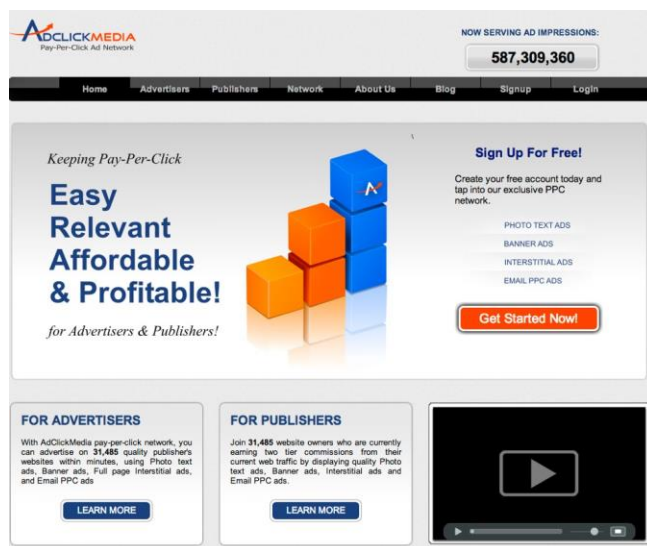 ADCLICKMEDIA
Pay-Per-Click Ad Network
NOW SERVING AD IMPRESSIONS:
587,309,360
Home Advertisers Publishers Network About Us Blog Signup Login
Keeping Pay-Per-Click
Easy
Relevant
Affordable
& Profitable!
for Advertisers & Publishers!
Sign Up For Free!
Create your free account today and
tap into our exclusive PPC
network.
PHOTO TEXT ADS
BANNER ADS
INTERSTITIAL ADS
EMAIL PPC ADS
Get Started Now!
FOR ADVERTISERS
With AdClickMedia pay-per-click network, you
can advertise on 31,485 quality publisher's
websites within minutes, using Photo text
ads, Banner ads, Full page Interstitial ads,
and Email PPC ads
LEARN MORE
FOR PUBLISHERS
Join 31,485 website owners who are currently
earning two tier commissions from their
current web traffic by displaying quality Photo
text ads, Banner ads, Interstitial ads and
Email PPC ads.
LEARN MORE